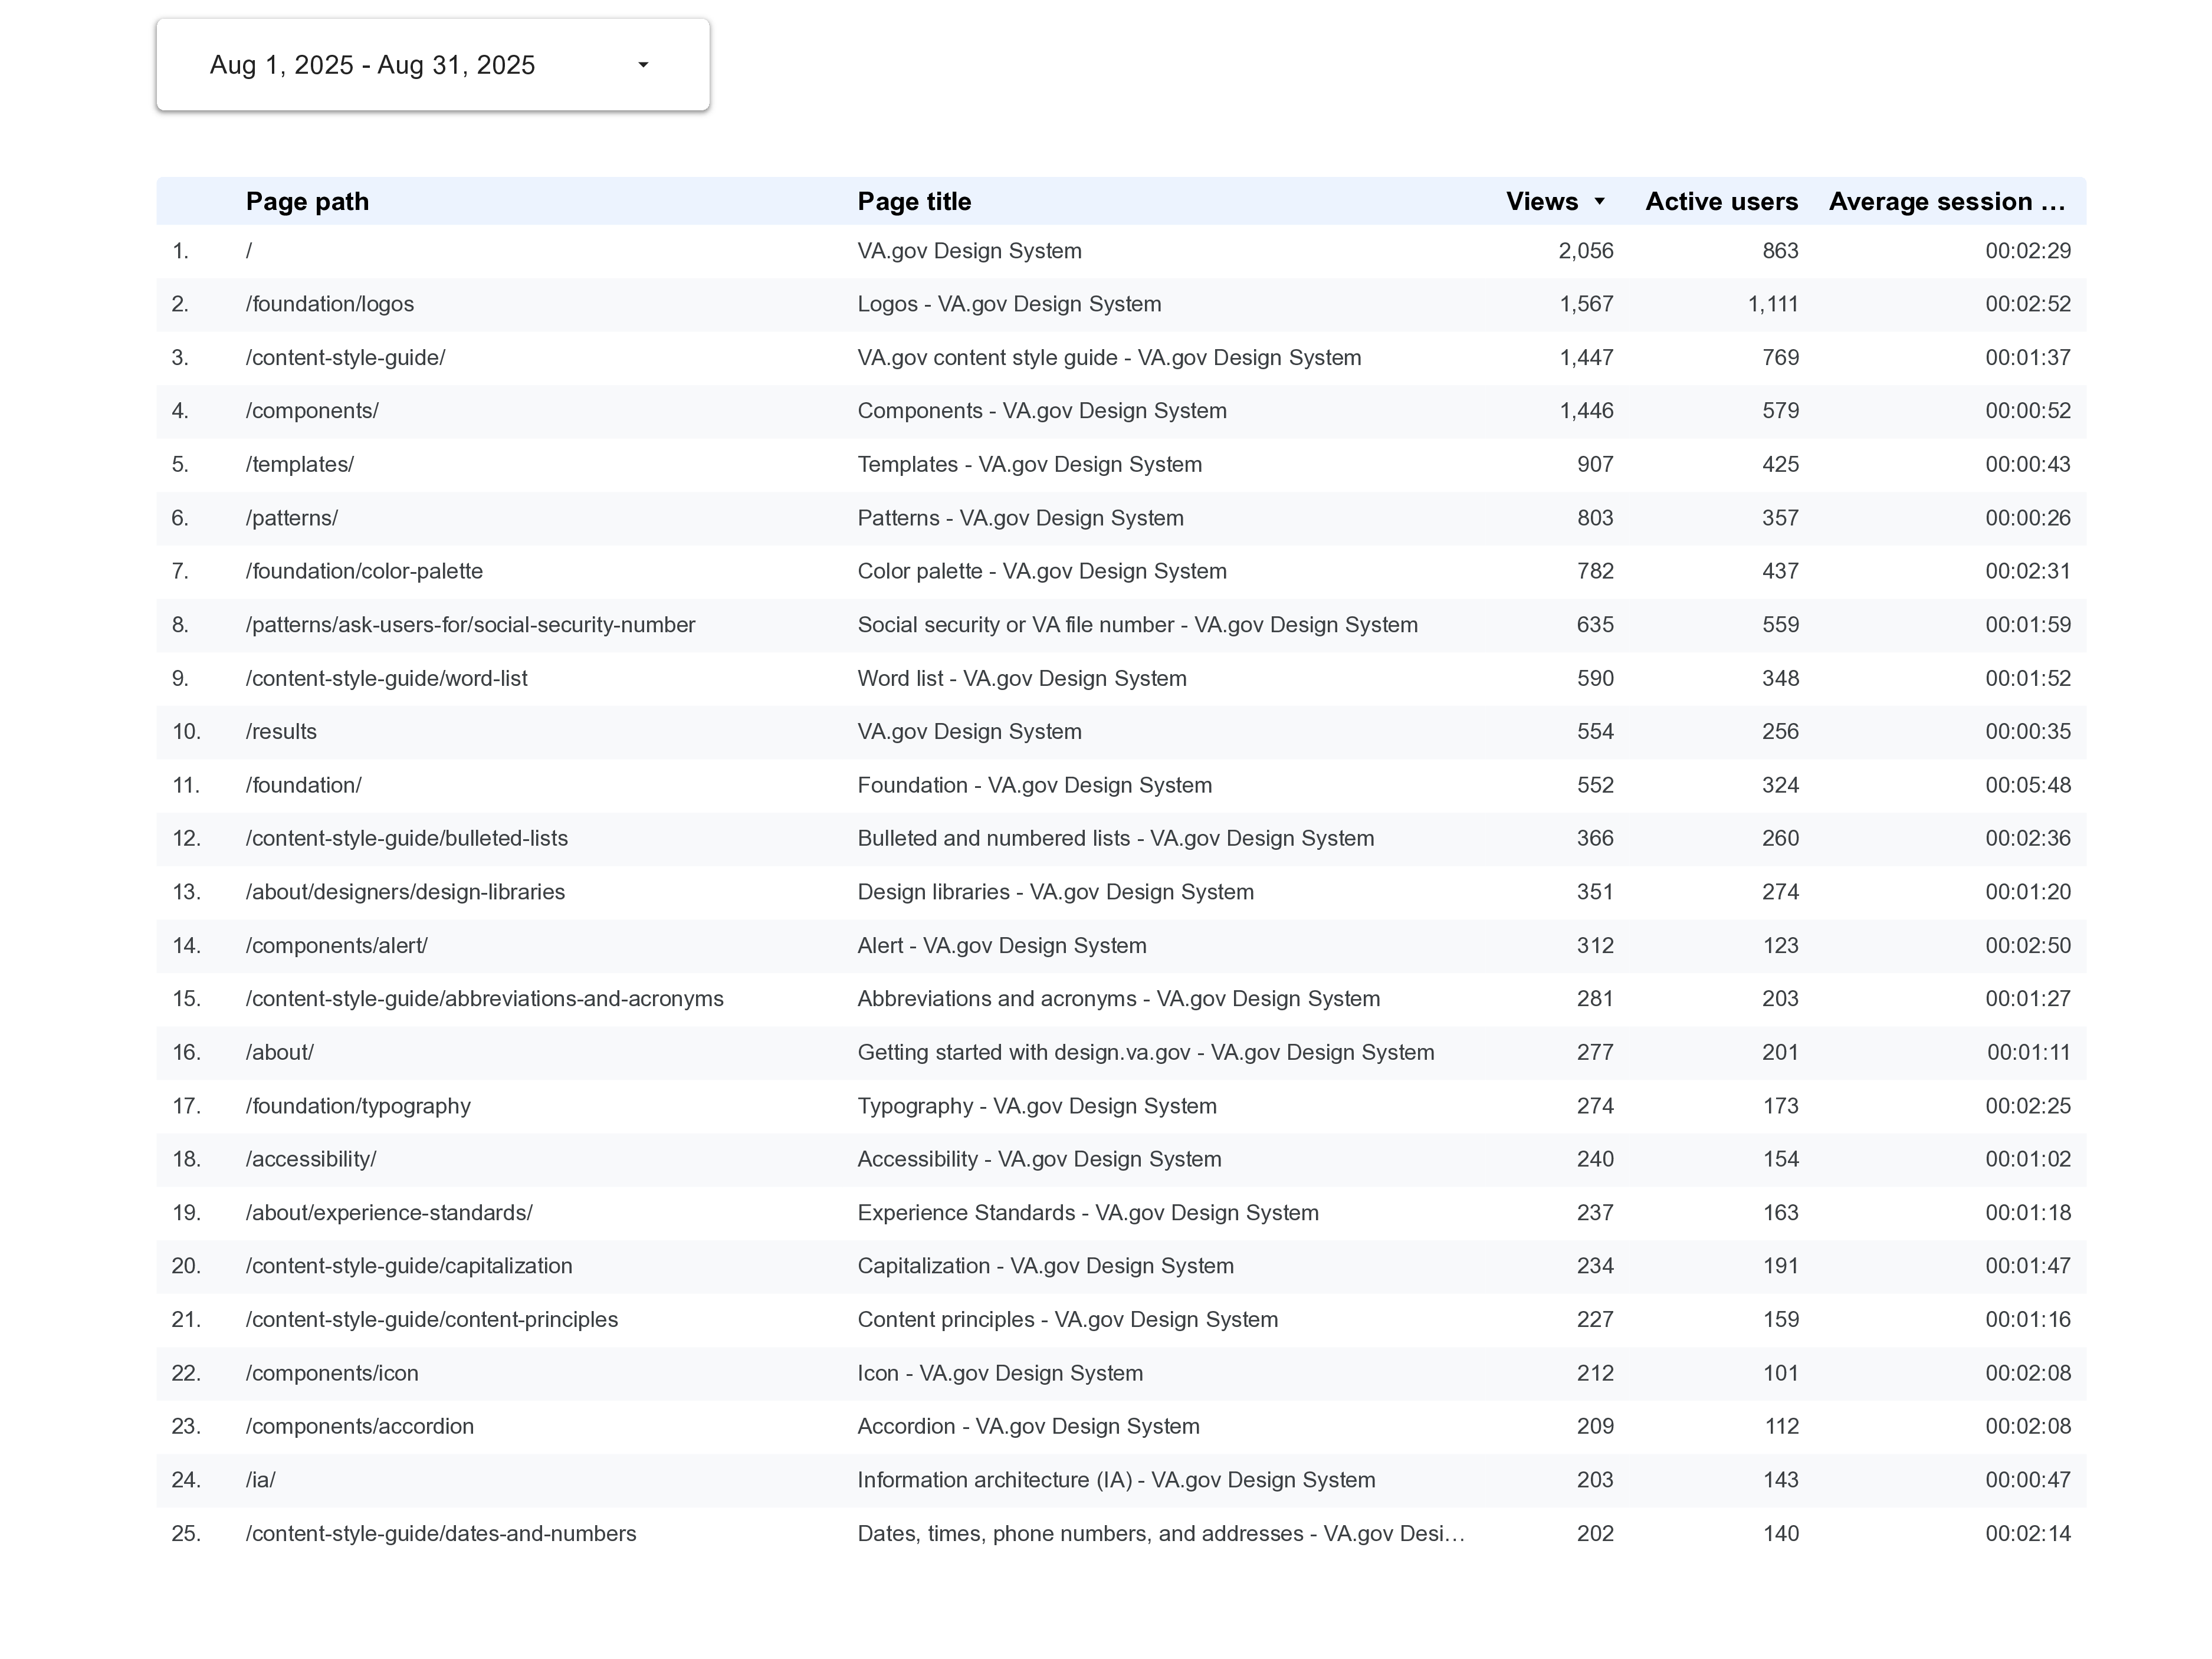 Aug 1, 2025 - Aug 31, 2025
Page path Page title Views Active users Average session …
1. / VA.gov Design System 2,056 863 00:02:29
2. /foundation/logos Logos - VA.gov Design System 1,567 1,111 00:02:52
3. /content-style-guide/ VA.gov content style guide - VA.gov Design System 1,447 769 00:01:37
4. /components/ Components - VA.gov Design System 1,446 579 00:00:52
5. /templates/ Templates - VA.gov Design System 907 425 00:00:43
6. /patterns/ Patterns - VA.gov Design System 803 357 00:00:26
7. /foundation/color-palette Color palette - VA.gov Design System 782 437 00:02:31
8. /patterns/ask-users-for/social-security-number Social security or VA file number - VA.gov Design System 635 559 00:01:59
9. /content-style-guide/word-list Word list - VA.gov Design System 590 348 00:01:52
10. /results VA.gov Design System 554 256 00:00:35
11. /foundation/ Foundation - VA.gov Design System 552 324 00:05:48
12. /content-style-guide/bulleted-lists Bulleted and numbered lists - VA.gov Design System 366 260 00:02:36
13. /about/designers/design-libraries Design libraries - VA.gov Design System 351 274 00:01:20
14. /components/alert/ Alert - VA.gov Design System 312 123 00:02:50
15. /content-style-guide/abbreviations-and-acronyms Abbreviations and acronyms - VA.gov Design System 281 203 00:01:27
16. /about/ Getting started with design.va.gov - VA.gov Design System 277 201 00:01:11
17. /foundation/typography Typography - VA.gov Design System 274 173 00:02:25
18. /accessibility/ Accessibility - VA.gov Design System 240 154 00:01:02
19. /about/experience-standards/ Experience Standards - VA.gov Design System 237 163 00:01:18
20. /content-style-guide/capitalization Capitalization - VA.gov Design System 234 191 00:01:47
21. /content-style-guide/content-principles Content principles - VA.gov Design System 227 159 00:01:16
22. /components/icon Icon - VA.gov Design System 212 101 00:02:08
23. /components/accordion Accordion - VA.gov Design System 209 112 00:02:08
24. /ia/ Information architecture (IA) - VA.gov Design System 203 143 00:00:47
25. /content-style-guide/dates-and-numbers Dates, times, phone numbers, and addresses - VA.gov Desi… 202 140 00:02:14